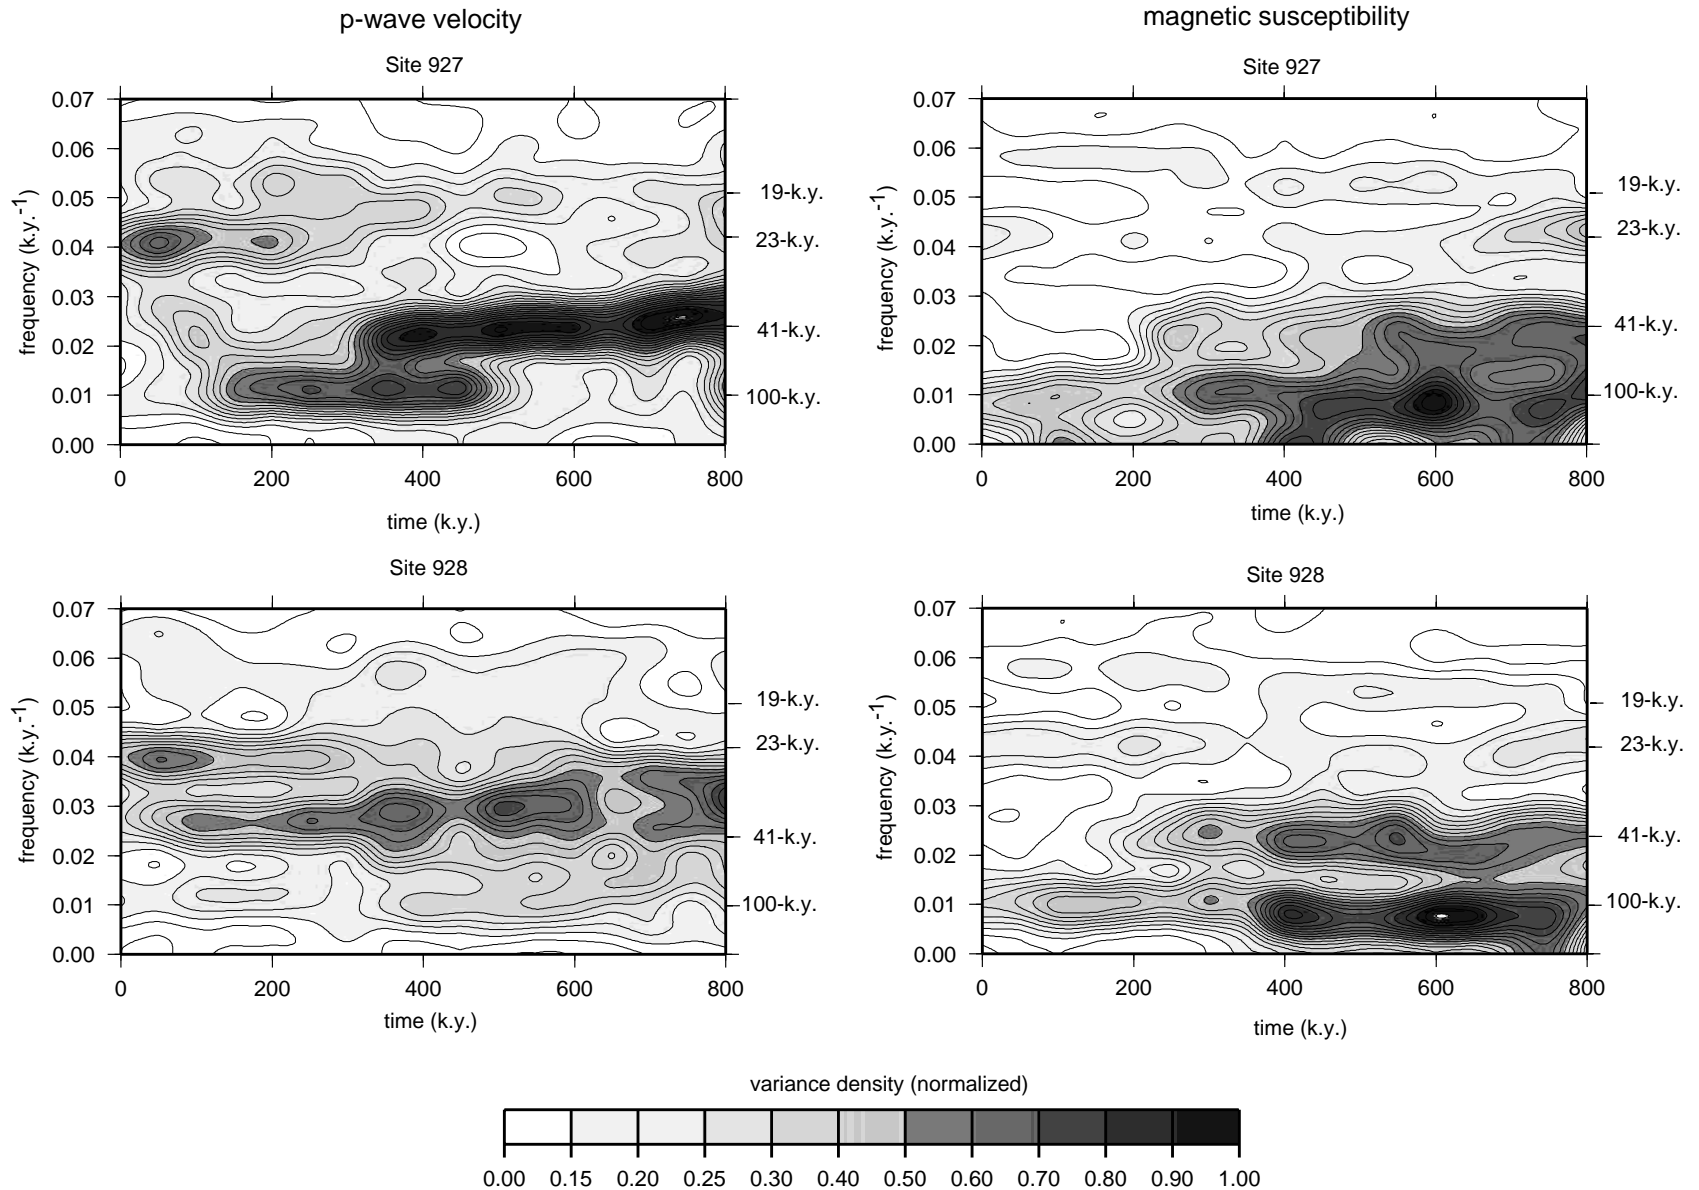 p-wave velocity
magnetic susceptibility
Site 927
0.07
0.06
0.05
0.04
0.03
0.02
0.01
0.00
frequency (k.y.-1)
19-k.y.
23-k.y.
41-k.y.
100-k.y.
0 200 400 600 800
time (k.y.)
Site 927
0.07
0.06
0.05
0.04
0.03
0.02
0.01
0.00
frequency (k.y.-1)
19-k.y.
23-k.y.
41-k.y.
100-k.y.
0 200 400 600 800
time (k.y.)
Site 928
0.07
0.06
0.05
0.04
0.03
0.02
0.01
0.00
frequency (k.y.-1)
19-k.y.
23-k.y.
41-k.y.
100-k.y.
0 200 400 600 800
time (k.y.)
Site 928
0.07
0.06
0.05
0.04
0.03
0.02
0.01
0.00
frequency (k.y.-1)
19-k.y.
23-k.y.
41-k.y.
100-k.y.
0 200 400 600 800
time (k.y.)
variance density (normalized)
0.00 0.15 0.20 0.25 0.30 0.40 0.50 0.60 0.70 0.80 0.90 1.00